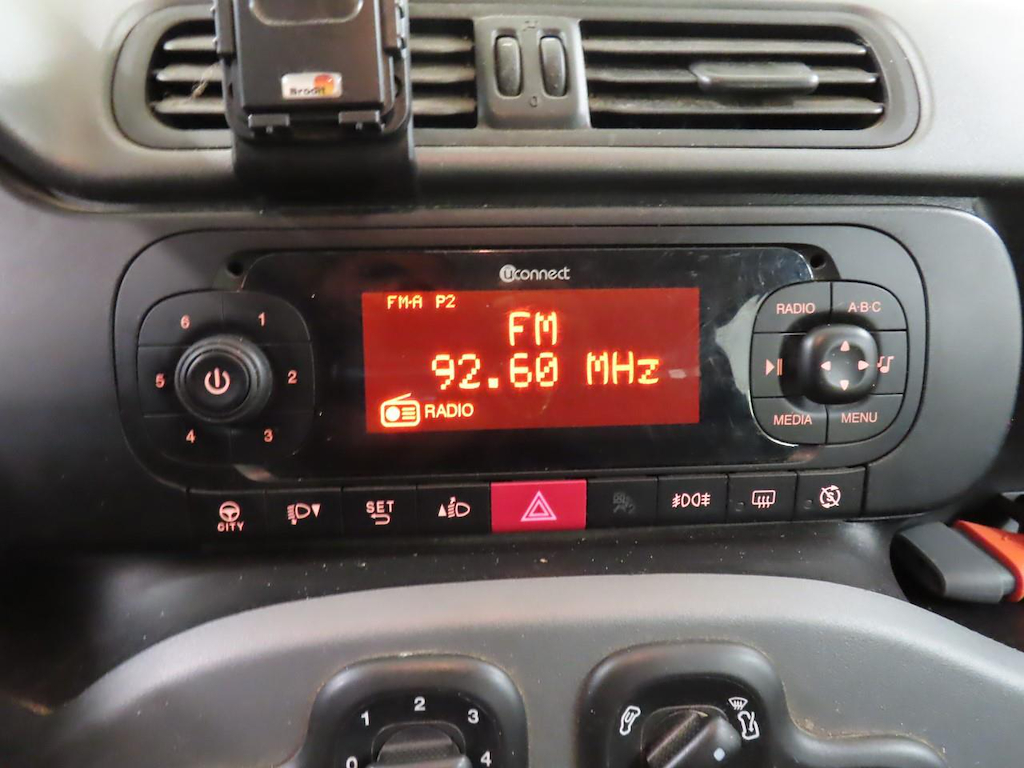 Brodit
uconnect
FM-A P2
FM
92.60 MHz
RADIO
6 1
5 2
4 3
RADIO A·B·C
MEDIA MENU
CITY
SET
1 2 3
0 4